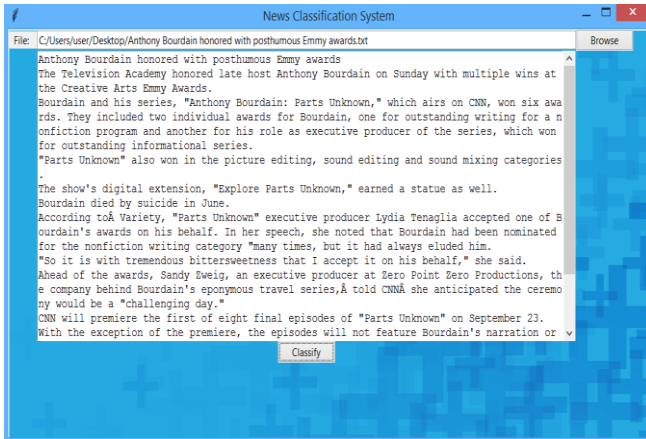 News Classification System
File: C:/Users/user/Desktop/Anthony Bourdain honored with posthumous Emmy awards.txt Browse
Anthony Bourdain honored with posthumous Emmy awards
The Television Academy honored late host Anthony Bourdain on Sunday with multiple wins at
the Creative Arts Emmy Awards.
Bourdain and his series, "Anthony Bourdain: Parts Unknown," which airs on CNN, won six awa
rds. They included two individual awards for Bourdain, one for outstanding writing for a n
onfiction program and another for his role as executive producer of the series, which won
for outstanding informational series.
"Parts Unknown" also won in the picture editing, sound editing and sound mixing categories
.
The show's digital extension, "Explore Parts Unknown," earned a statue as well.
Bourdain died by suicide in June.
According toÂ Variety, "Parts Unknown" executive producer Lydia Tenaglia accepted one of B
ourdain's awards on his behalf. In her speech, she noted that Bourdain had been nominated
for the nonfiction writing category "many times, but it had always eluded him.
"So it is with tremendous bittersweetness that I accept it on his behalf," she said.
Ahead of the awards, Sandy Zweig, an executive producer at Zero Point Zero Productions, th
e company behind Bourdain's eponymous travel series,Â told CNNÂ she anticipated the ceremo
ny would be a "challenging day."
CNN will premiere the first of eight final episodes of "Parts Unknown" on September 23.
With the exception of the premiere, the episodes will not feature Bourdain's narration or
Classify